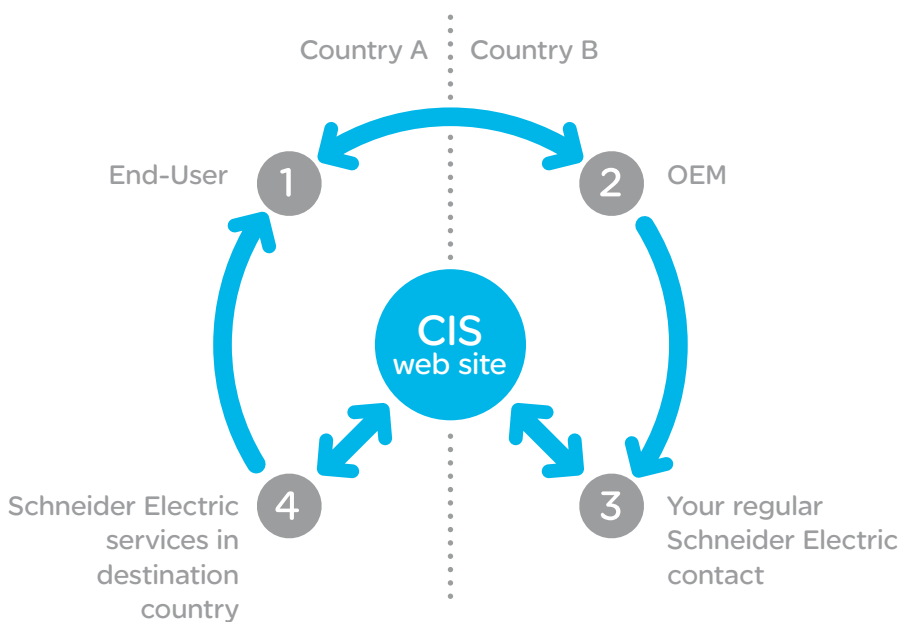 Country A
Country B
End-User
1
2
OEM
CIS
web site
Schneider Electric
services in
destination
country
4
3
Your regular
Schneider Electric
contact